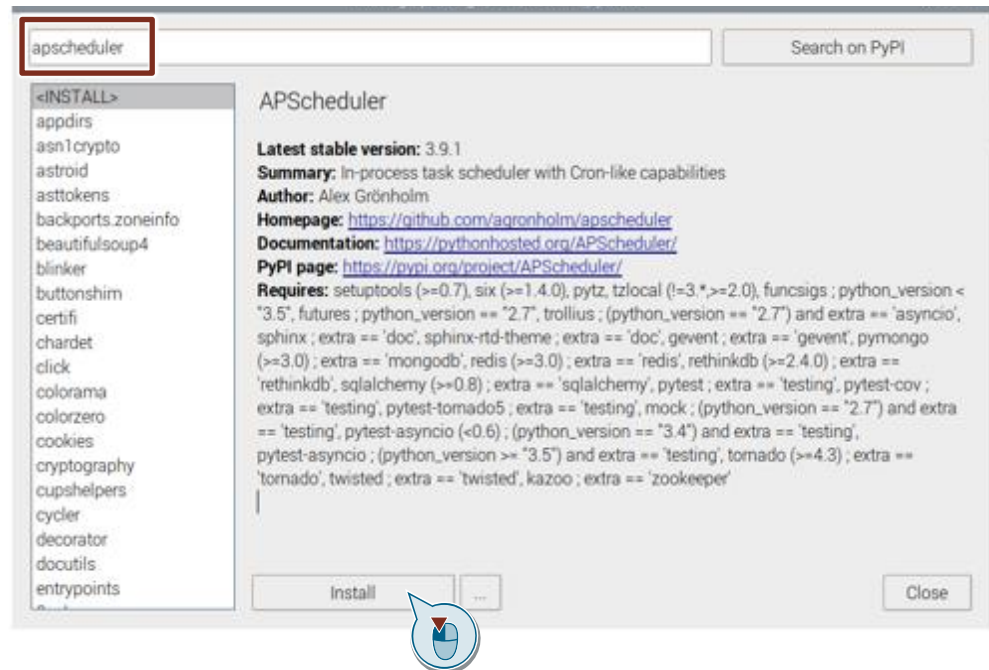 apscheduler
Search on PyPI
<INSTALL>
appdirs
asn1crypto
astroid
asttokens
backports.zoneinfo
beautifulsoup4
blinker
buttonshim
certifi
chardet
click
colorama
colorzero
cookies
cryptography
cupshelpers
cycler
decorator
docutils
entrypoints
APScheduler
Latest stable version: 3.9.1
Summary: In-process task scheduler with Cron-like capabilities
Author: Alex Grönholm
Homepage: https://github.com/agronholm/apscheduler
Documentation: https://pythonhosted.org/APScheduler/
PyPI page: https://pypi.org/project/APScheduler/
Requires: setuptools (>=0.7), six (>=1.4.0), pytz, tzlocal (!=3.*,>=2.0), funcsigs ; python_version <
"3.5", futures ; python_version == "2.7", trollius ; (python_version == "2.7") and extra == 'asyncio',
sphinx ; extra == 'doc', sphinx-rtd-theme ; extra == 'doc', gevent ; extra == 'gevent', pymongo
(>=3.0) ; extra == 'mongodb', redis (>=3.0) ; extra == 'redis', rethinkdb (>=2.4.0) ; extra ==
'rethinkdb', sqlalchemy (>=0.8) ; extra == 'sqlalchemy', pytest ; extra == 'testing', pytest-cov ;
extra == 'testing', pytest-tornado5 ; extra == 'testing', mock ; (python_version == "2.7") and extra
== 'testing', pytest-asyncio (<0.6) ; (python_version == "3.4") and extra == 'testing',
pytest-asyncio ; (python_version >= "3.5") and extra == 'testing', tornado (>=4.3) ; extra ==
'tornado', twisted ; extra == 'twisted', kazoo ; extra == 'zookeeper'
Install
...
Close